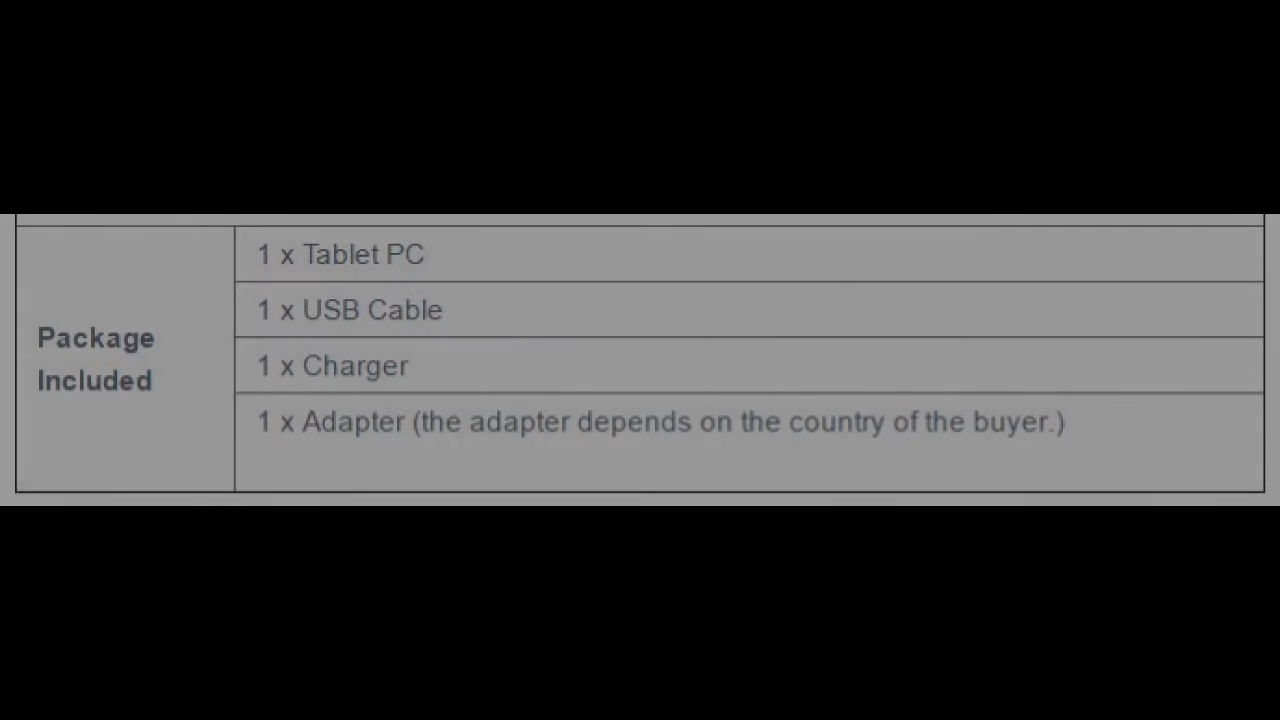 1 x Tablet PC
1 x USB Cable
Package
Included
1 x Charger
1 x Adapter (the adapter depends on the country of the buyer.)